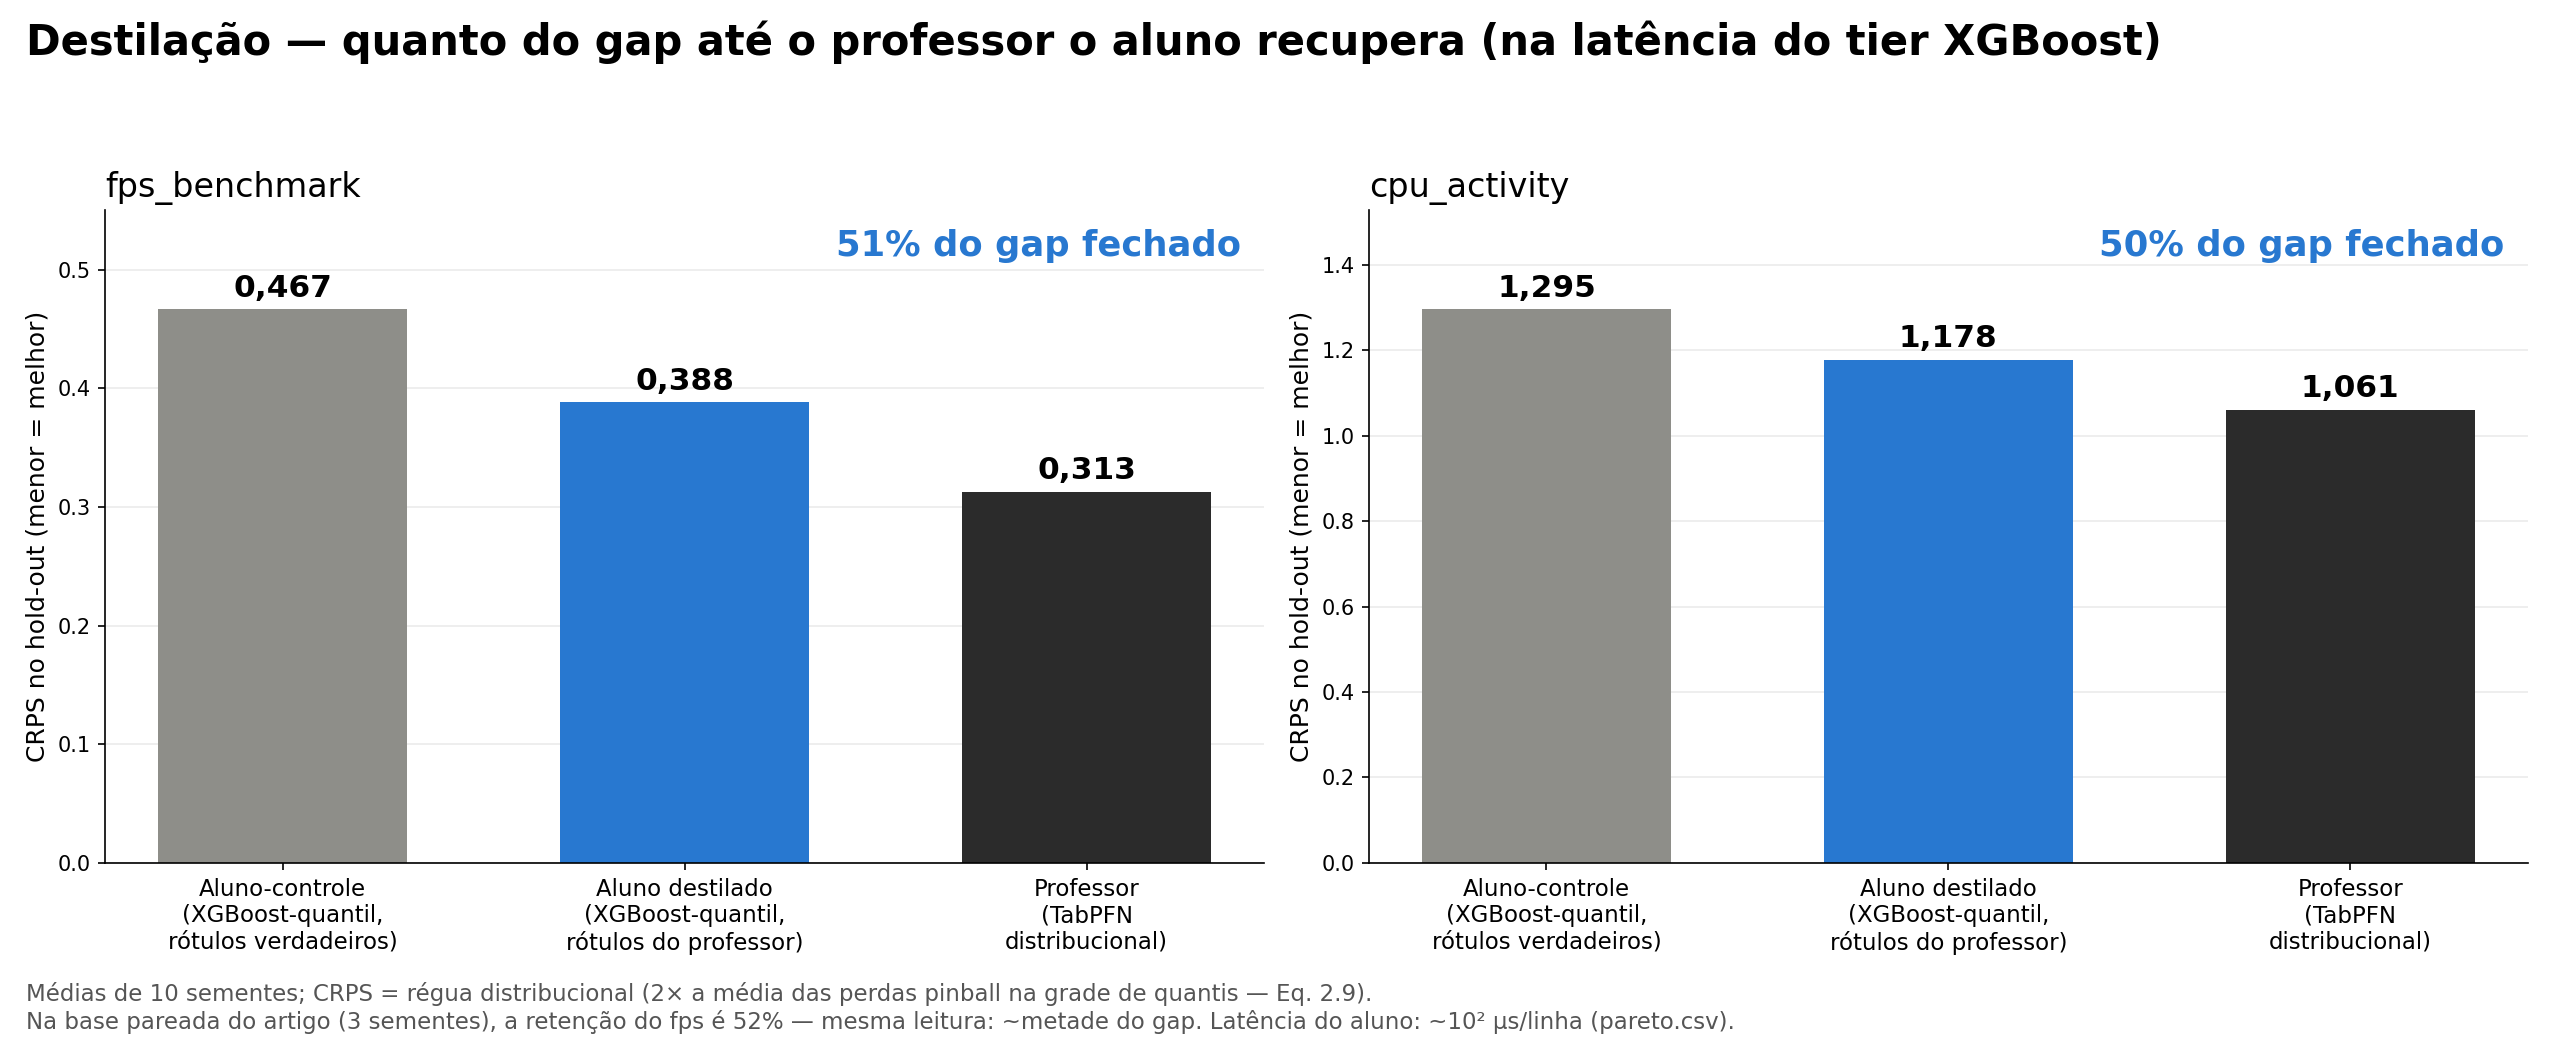 Destilação — quanto do gap até o professor o aluno recupera (na latência do tier XGBoost)
fps_benchmark
51% do gap fechado
CRPS no hold-out (menor = melhor)
0.5
0.4
0.3
0.2
0.1
0.0
0,467
0,388
0,313
Aluno-controle
(XGBoost-quantil,
rótulos verdadeiros)
Aluno destilado
(XGBoost-quantil,
rótulos do professor)
Professor
(TabPFN
distribucional)
cpu_activity
50% do gap fechado
CRPS no hold-out (menor = melhor)
1.4
1.2
1.0
0.8
0.6
0.4
0.2
0.0
1,295
1,178
1,061
Aluno-controle
(XGBoost-quantil,
rótulos verdadeiros)
Aluno destilado
(XGBoost-quantil,
rótulos do professor)
Professor
(TabPFN
distribucional)
Médias de 10 sementes; CRPS = régua distribucional (2× a média das perdas pinball na grade de quantis — Eq. 2.9).
Na base pareada do artigo (3 sementes), a retenção do fps é 52% — mesma leitura: ~metade do gap. Latência do aluno: ~10² µs/linha (pareto.csv).